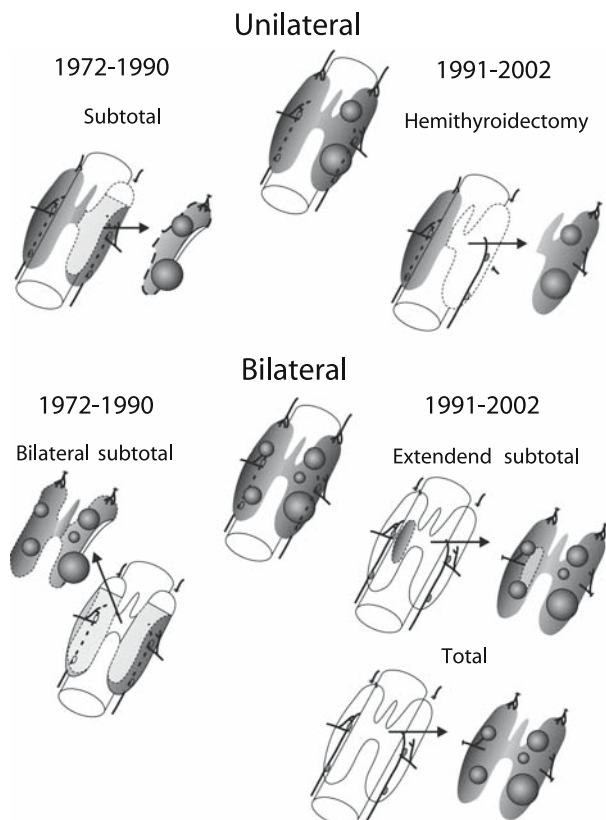 Unilateral
1972-1990
1991-2002
Subtotal
Hemithyroidectomy
Bilateral
1972-1990
1991-2002
Bilateral subtotal
Extendend subtotal
Total